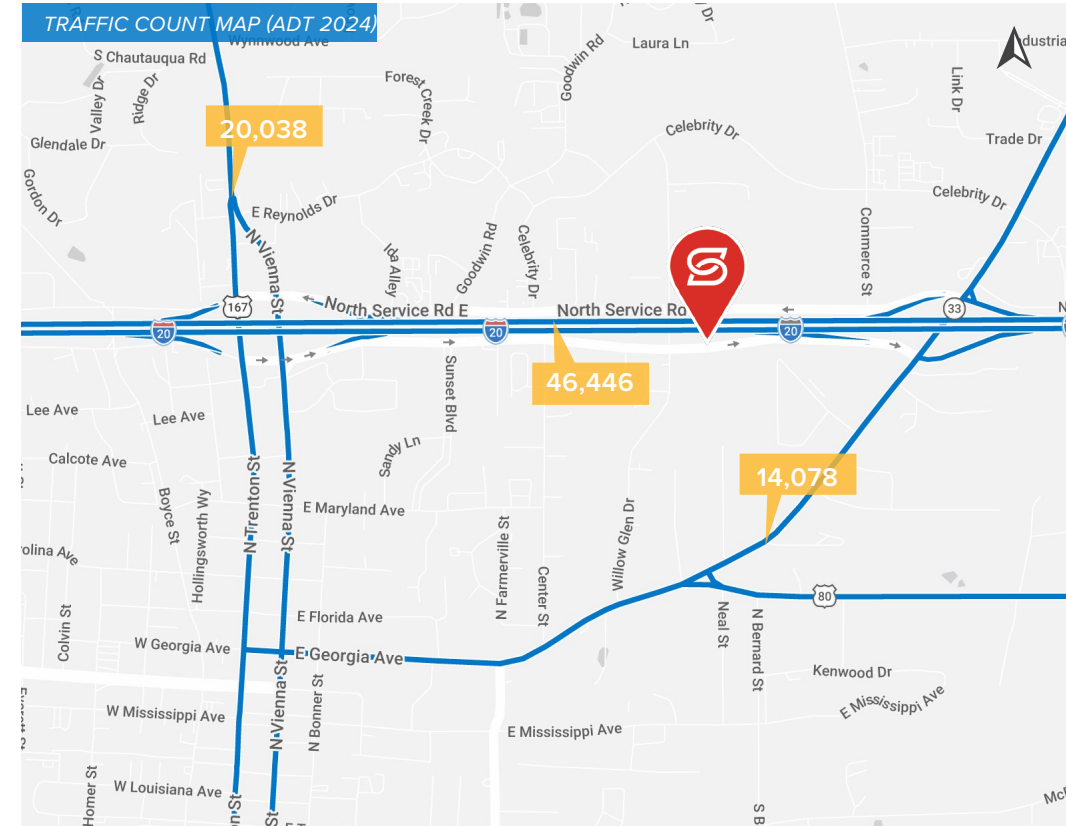 TRAFFIC COUNT MAP (ADT 2024)
Wynnwood Ave
S Chautauqua Rd
Valley Dr
Ridge Dr
Forest Creek Dr
Goodwin Rd
Laura Ln
Dr
Link Dr
20,038
Glendale Dr
Celebrity Dr
Trade Dr
Gordon Dr
E Reynolds Dr
Celebrity Dr
N Vienna St
Ida Alley
Goodwin Rd
Celebrity Dr
Commerce St
167
North Service Rd E
North Service Rd
33
20
20
20
46,446
Sunset Blvd
Lee Ave
Lee Ave
Sandy Ln
Calcote Ave
14,078
N Trenton St
N Vienna St
Boyce St
Hollingsworth Wy
E Maryland Ave
N Farmerville St
Willow Glen Dr
Center St
80
Colvin St
E Florida Ave
Neal St
N Bernard St
W Georgia Ave
E Georgia Ave
Kenwood Dr
N Vienna St
N Bonner St
E Mississippi Ave
W Mississippi Ave
E Mississippi Ave
W Louisiana Ave
Homer St
S B